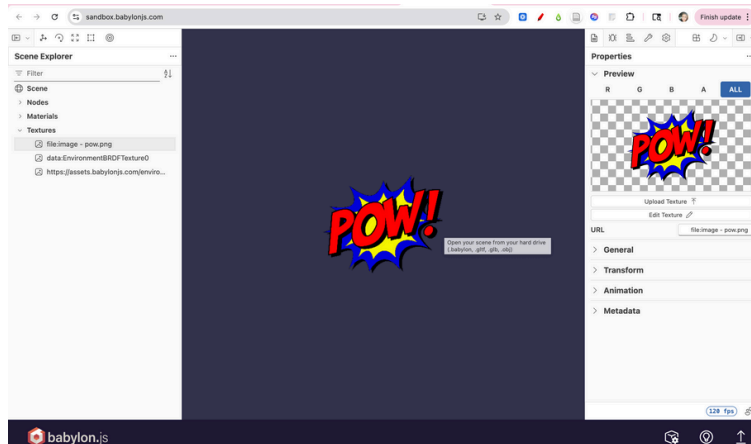 sandbox.babylonjs.com
Finish update
Scene Explorer
Filter
Scene
Nodes
Materials
Textures
file:image - pow.png
data:EnvironmentBRDFTexture0
https://assets.babylonjs.com/enviro...
POW!
Open your scene from your hard drive
(.babylon, .gltf, .glb, .obj)
Properties
Preview
R G B A ALL
POW!
Upload Texture
Edit Texture
URL file:image - pow.png
General
Transform
Animation
Metadata
120 fps
babylon.js